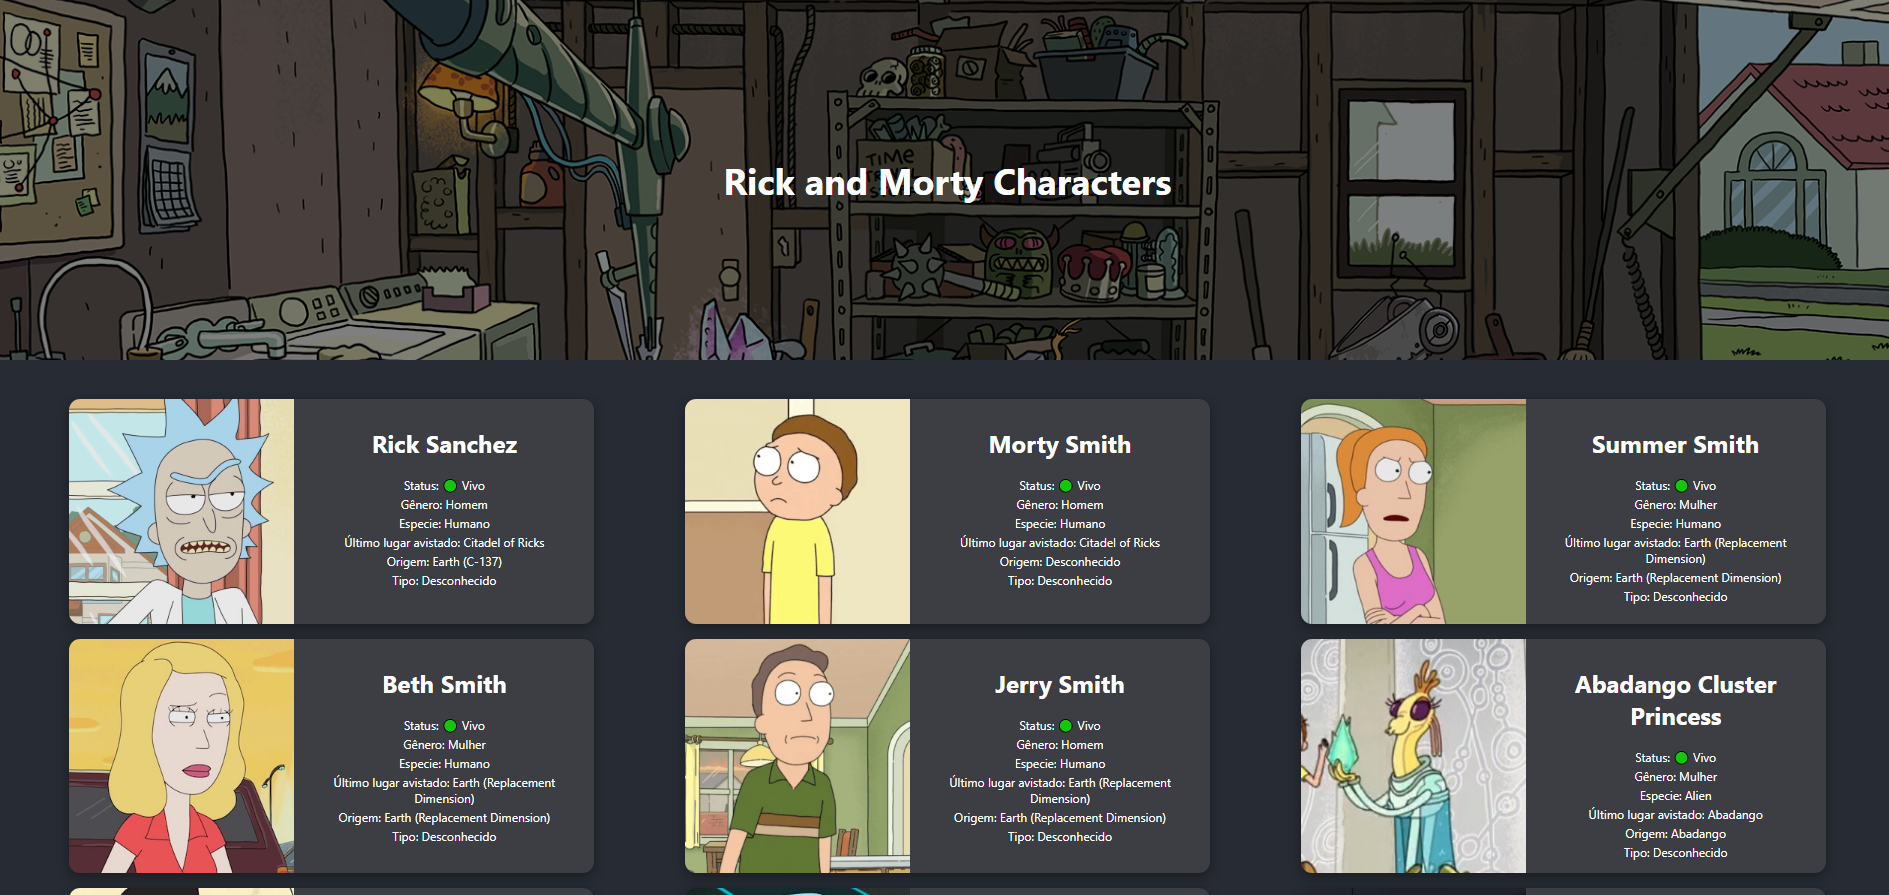 TIME
Rick and Morty Characters
Rick Sanchez
Status: Vivo
Gênero: Homem
Especie: Humano
Último lugar avistado: Citadel of Ricks
Origem: Earth (C-137)
Tipo: Desconhecido
Morty Smith
Status: Vivo
Gênero: Homem
Especie: Humano
Último lugar avistado: Citadel of Ricks
Origem: Desconhecido
Tipo: Desconhecido
Summer Smith
Status: Vivo
Gênero: Mulher
Especie: Humano
Último lugar avistado: Earth (Replacement
Dimension)
Origem: Earth (Replacement Dimension)
Tipo: Desconhecido
Beth Smith
Status: Vivo
Gênero: Mulher
Especie: Humano
Último lugar avistado: Earth (Replacement
Dimension)
Origem: Earth (Replacement Dimension)
Tipo: Desconhecido
Jerry Smith
Status: Vivo
Gênero: Homem
Especie: Humano
Último lugar avistado: Earth (Replacement
Dimension)
Origem: Earth (Replacement Dimension)
Tipo: Desconhecido
Abadango Cluster
Princess
Status: Vivo
Gênero: Mulher
Especie: Alien
Último lugar avistado: Abadango
Origem: Abadango
Tipo: Desconhecido